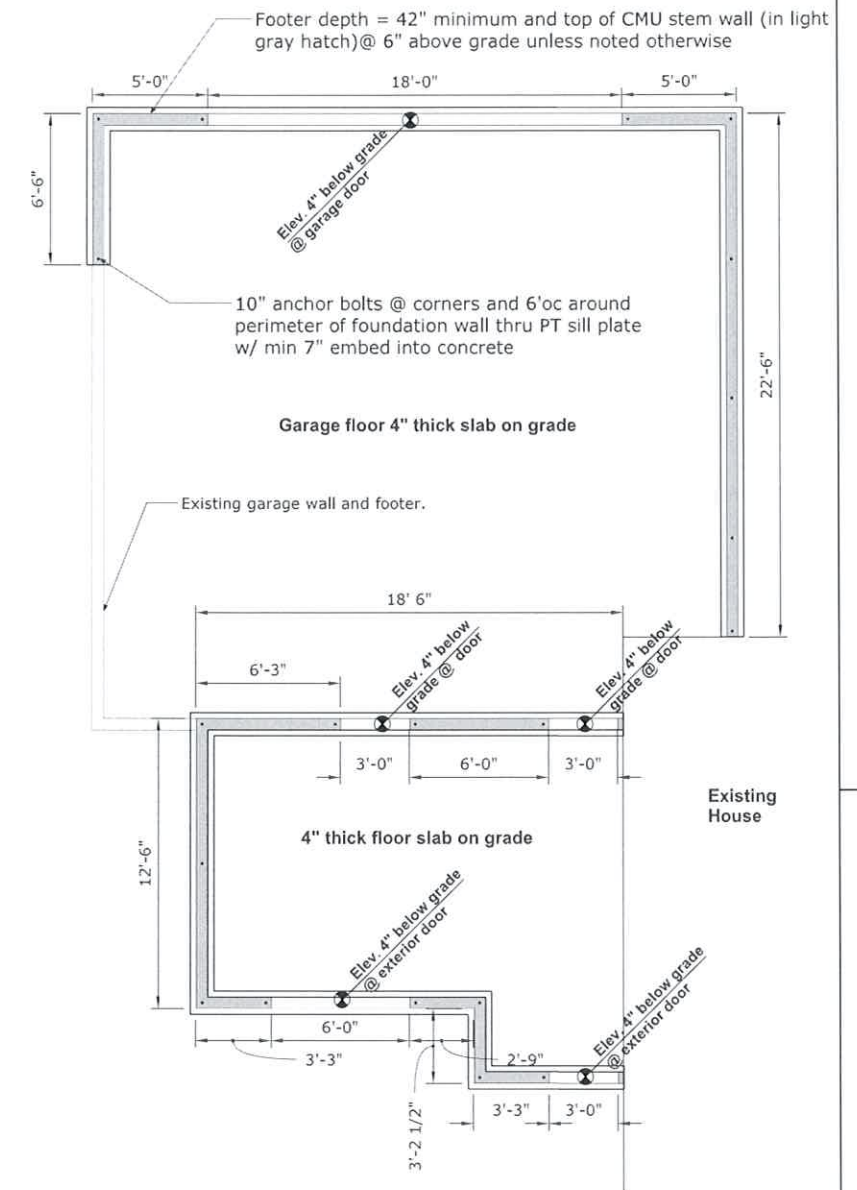 Footer depth = 42" minimum and top of CMU stem wall (in light
gray hatch)@ 6" above grade unless noted otherwise
5'-0"
18'-0"
5'-0"
6'-6"
Elev. 4" below grade
@ garage door
10" anchor bolts @ corners and 6'oc around
perimeter of foundation wall thru PT sill plate
w/ min 7" embed into concrete
22'-6"
Garage floor 4" thick slab on grade
Existing garage wall and footer.
18' 6"
6'-3"
Elev. 4" below
grade @ door
Elev. 4" below
grade @ door
3'-0"
6'-0"
3'-0"
Existing
House
12'-6"
4" thick floor slab on grade
Elev. 4" below grade
@ exterior door
Elev. 4" below grade
@ exterior door
6'-0"
3'-3"
2'-9"
3'-2 1/2"
3'-3"
3'-0"